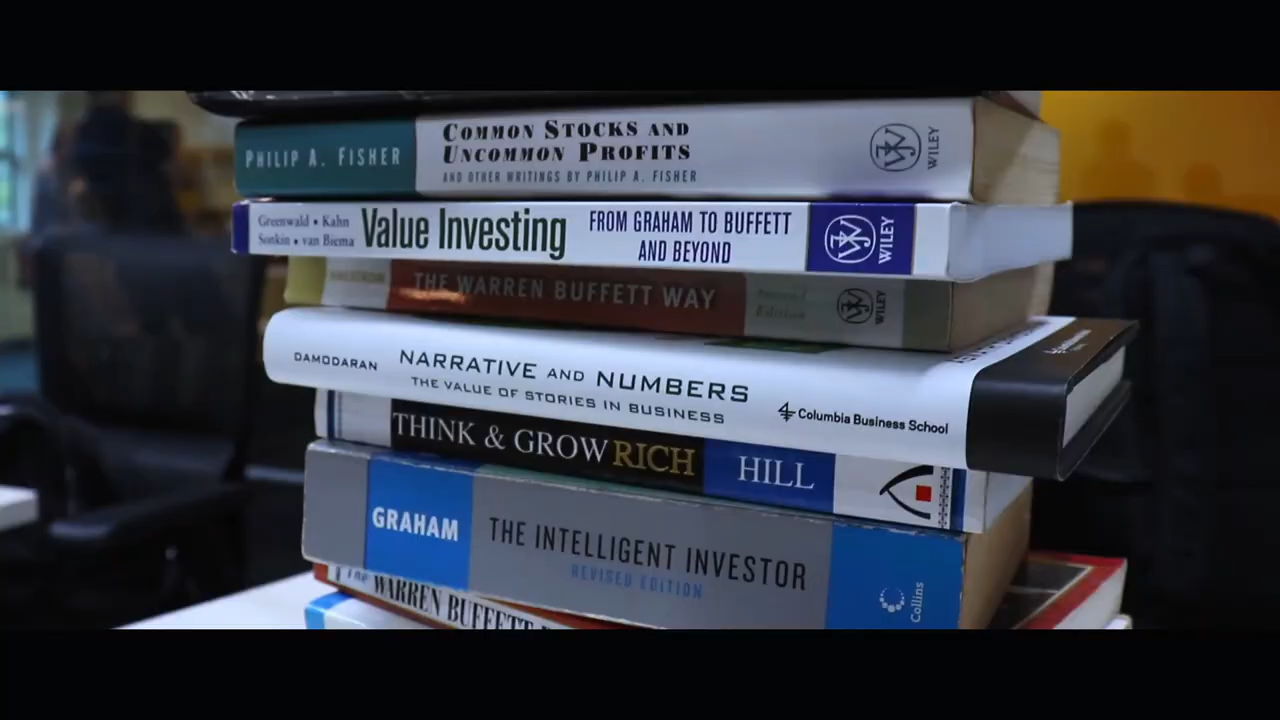 PHILIP A. FISHER
COMMON STOCKS AND
UNCOMMON PROFITS
AND OTHER WRITINGS BY PHILIP A. FISHER
WILEY
Greenwald • Kahn
Sonkin • van Biema
Value Investing
FROM GRAHAM TO BUFFETT
AND BEYOND
WILEY
THE WARREN BUFFETT WAY
Second
Edition
WILEY
DAMODARAN
NARRATIVE AND NUMBERS
THE VALUE OF STORIES IN BUSINESS
Columbia Business School
THINK & GROW RICH
HILL
GRAHAM
THE INTELLIGENT INVESTOR
REVISED EDITION
Collins
The
WARREN BUFFETT